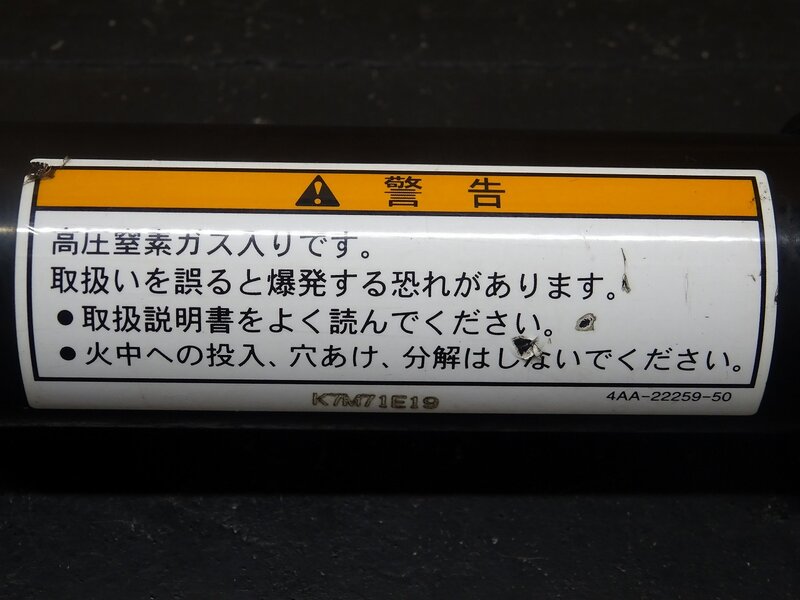 警告
高圧窒素ガス入りです。
取扱いを誤ると爆発する恐れがあります。
●取扱説明書をよく読んでください。
●火中への投入、穴あけ、分解はしないでください。
K7M71E19
4AA-22259-50